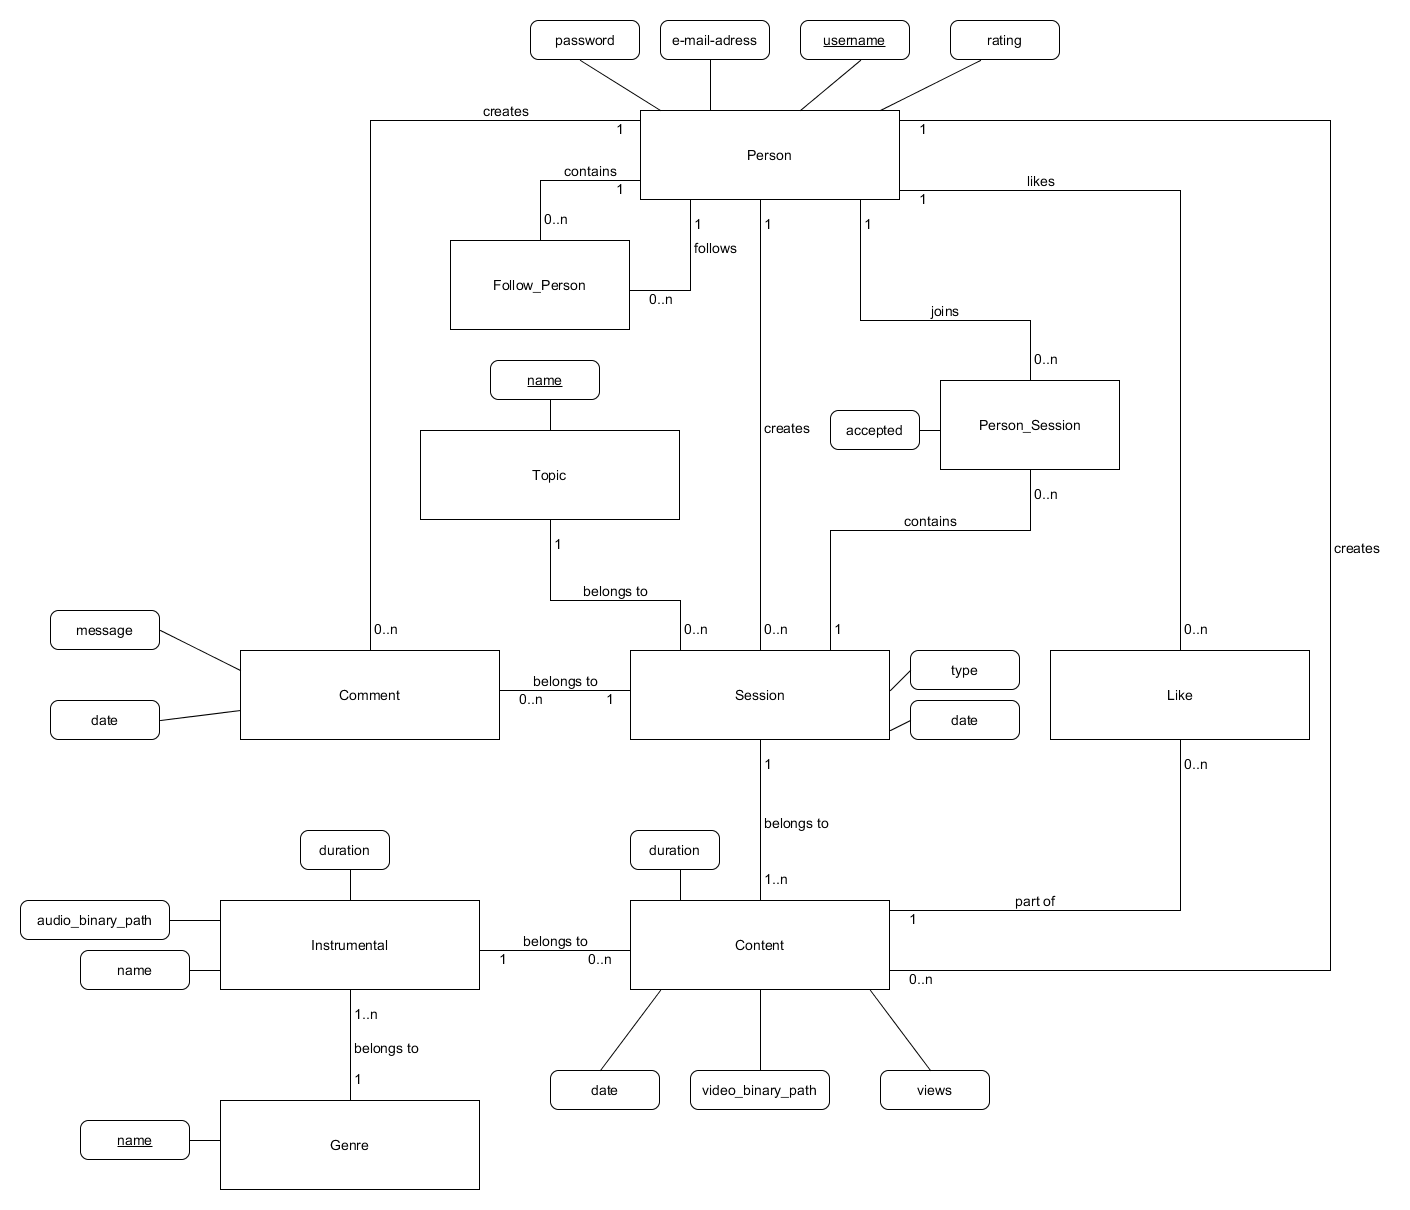 password
e-mail-adress
username
rating
creates
1
1
Person
contains
1
likes
1
0..n
1
1
1
follows
Follow_Person
0..n
joins
0..n
name
accepted
Person_Session
creates
Topic
0..n
contains
1
creates
belongs to
message
0..n
0..n
0..n
1
0..n
type
belongs to
Comment
Session
Like
0..n
1
date
date
1
0..n
belongs to
duration
duration
1..n
part of
audio_binary_path
1
Instrumental
belongs to
Content
1
0..n
name
0..n
1..n
belongs to
1
date
video_binary_path
views
name
Genre